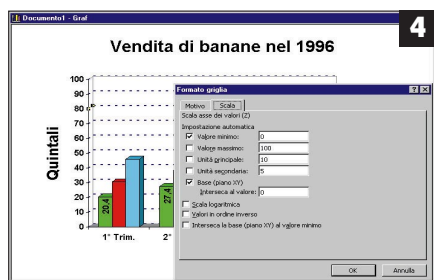 Documento1 - Graf
4
Vendita di banane nel 1996
Quintali
100
90
80
70
60
50
40
30
20
10
0
20,4
27,4
1° Trim.
2°
Formato griglia
Motivo
Scala
Scala asse dei valori (Z)
Impostazione automatica
Valore minimo: 0
Valore massimo: 100
Unità principale: 10
Unità secondaria: 5
Base (piano XY)
Interseca al valore: 0
Scala logaritmica
Valori in ordine inverso
Interseca la base (piano XY) al valore minimo
OK
Annulla